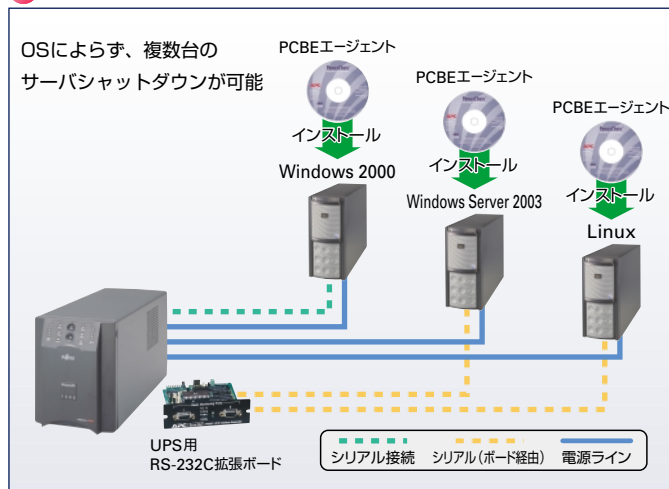 OSによらず、複数台の
サーバシャットダウンが可能
PCBEエージェント
インストール
Windows 2000
PCBEエージェント
インストール
Windows Server 2003
PCBEエージェント
インストール
Linux
UPS用
RS-232C拡張ボード
シリアル接続
シリアル（ボード経由）
電源ライン